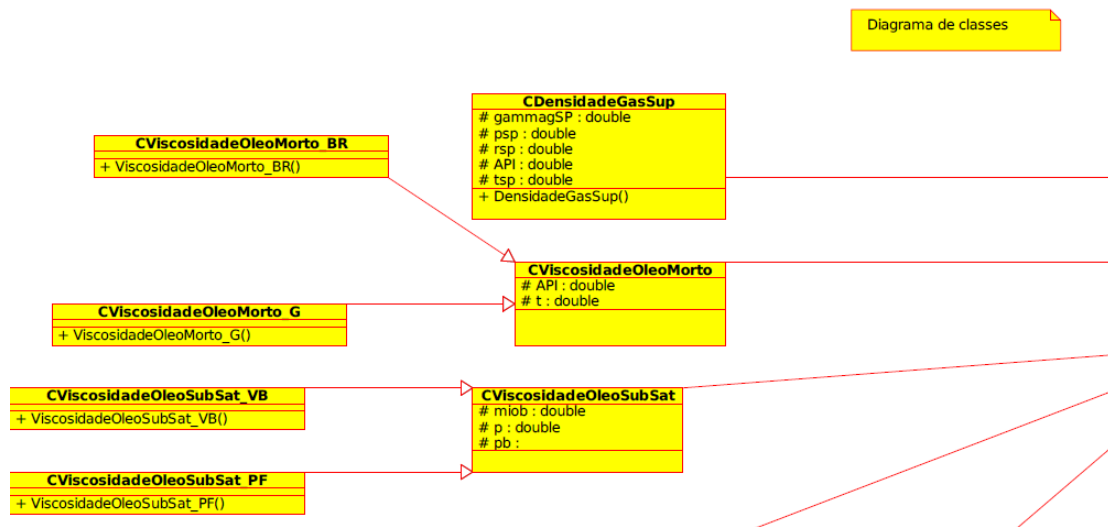 Diagrama de classes
CDensidadeGasSup
# gammagSP : double
# psp : double
# rsp : double
# API : double
# tsp : double
+ DensidadeGasSup()
CViscosidadeOleoMorto_BR
+ ViscosidadeOleoMorto_BR()
CViscosidadeOleoMorto
# API : double
# t : double
CViscosidadeOleoMorto_G
+ ViscosidadeOleoMorto_G()
CViscosidadeOleoSubSat_VB
+ ViscosidadeOleoSubSat_VB()
CViscosidadeOleoSubSat
# miob : double
# p : double
# pb :
CViscosidadeOleoSubSat_PF
+ ViscosidadeOleoSubSat_PF()